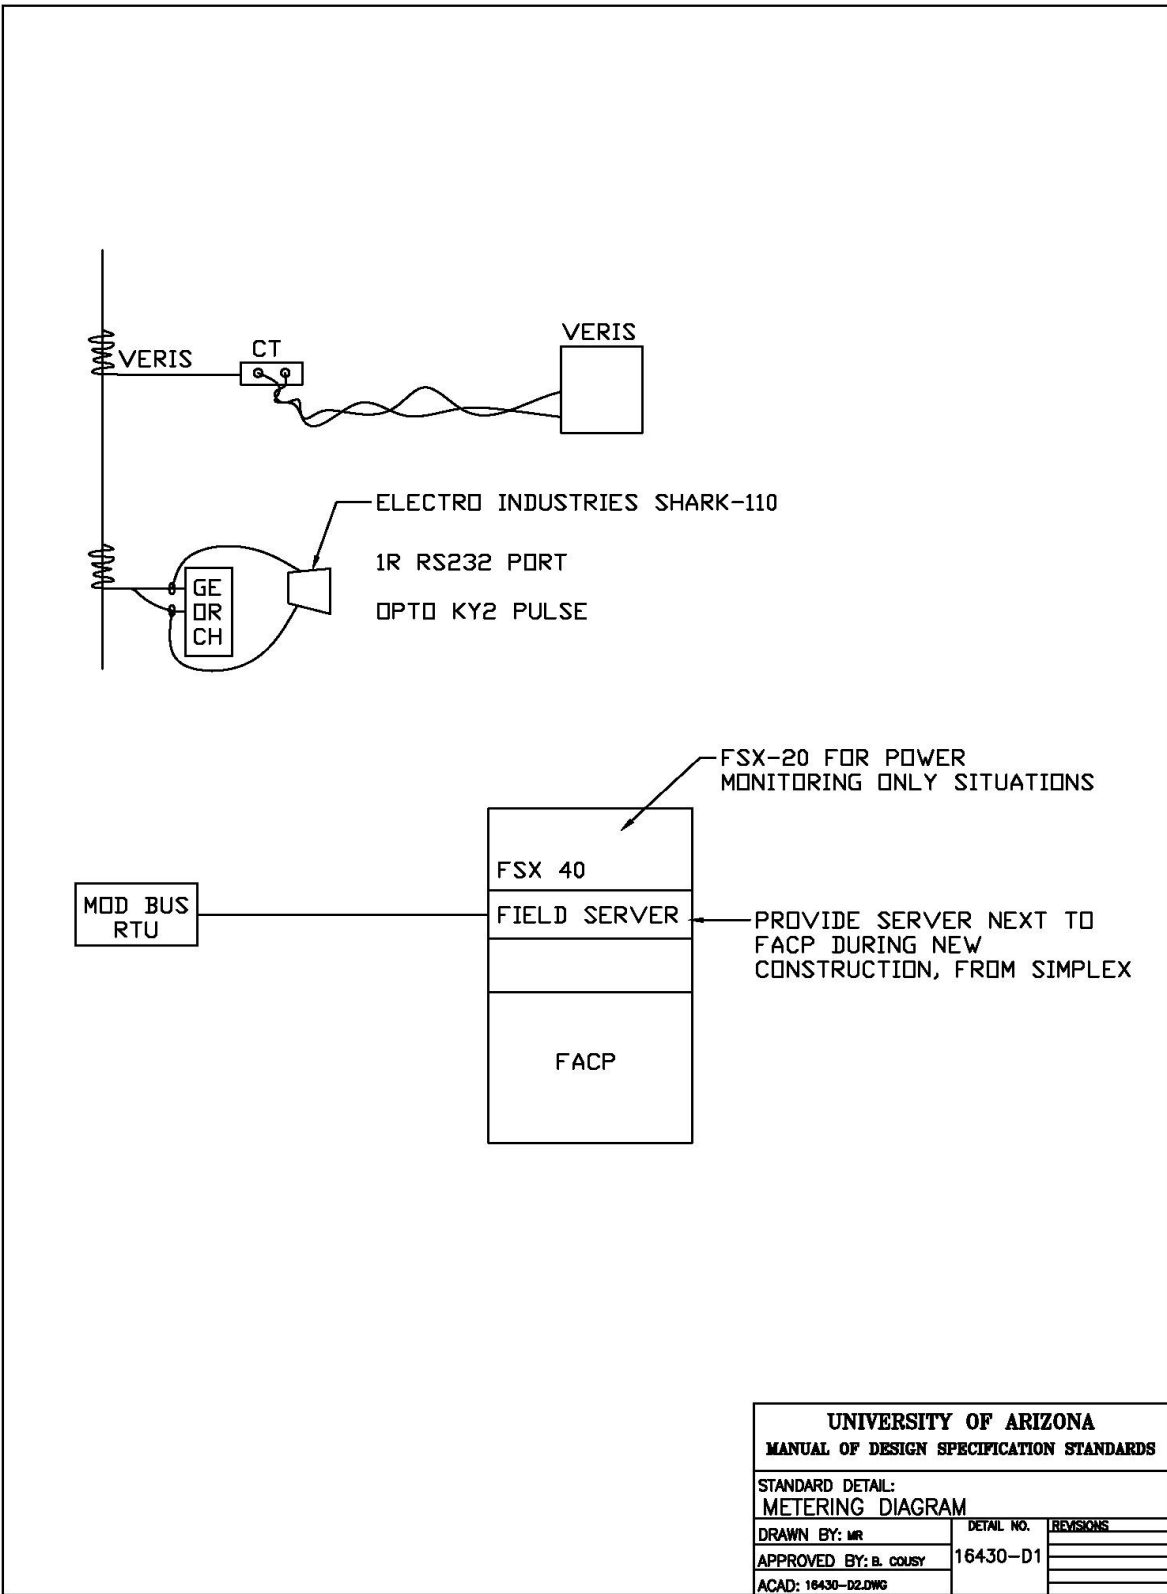 VERIS
CT
VERIS
ELECTRO INDUSTRIES SHARK-110
1R RS232 PORT
OPTO KY2 PULSE
GE
OR
CH
FSX-20 FOR POWER
MONITORING ONLY SITUATIONS
FSX 40
MOD BUS
RTU
FIELD SERVER
PROVIDE SERVER NEXT TO
FACP DURING NEW
CONSTRUCTION, FROM SIMPLEX
FACP
UNIVERSITY OF ARIZONA
MANUAL OF DESIGN SPECIFICATION STANDARDS
STANDARD DETAIL:
METERING DIAGRAM
DRAWN BY: MR
DETAIL NO.
REVISIONS
APPROVED BY: B. COUSY
16430-D1
ACAD: 16430-D2.DWG